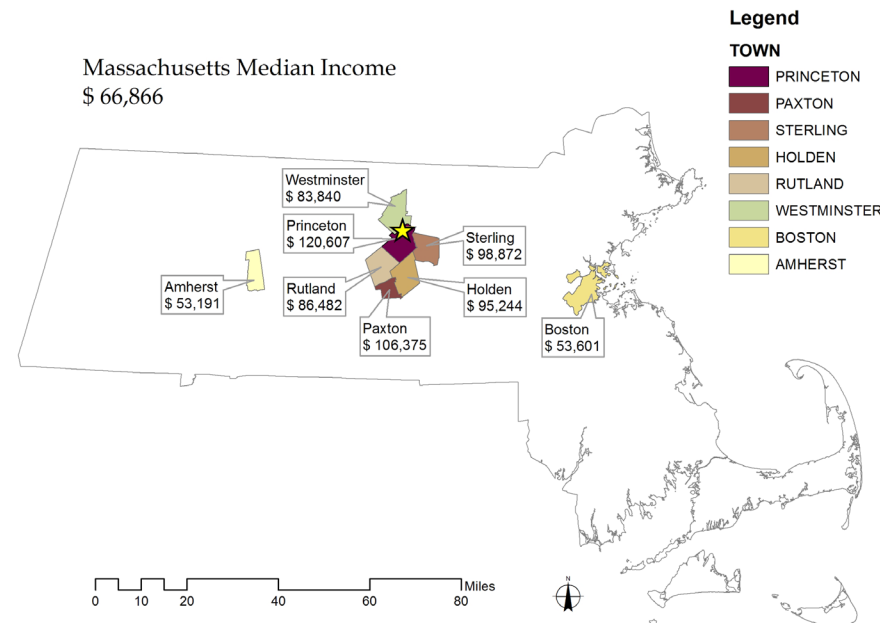 Massachusetts Median Income
$ 66,866
Legend
TOWN
PRINCETON
PAXTON
STERLING
HOLDEN
RUTLAND
WESTMINSTER
BOSTON
AMHERST
Westminster
$ 83,840
Princeton
$ 120,607
Sterling
$ 98,872
Amherst
$ 53,191
Rutland
$ 86,482
Holden
$ 95,244
Paxton
$ 106,375
Boston
$ 53,601
Miles
0 10 20 40 60 80
N